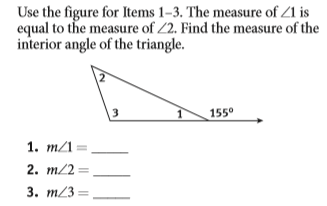 Use the figure for Items 1–3. The measure of ∠1 is
equal to the measure of ∠2. Find the measure of the
interior angle of the triangle.
2
3 1 155°
1. m∠1 = ____
2. m∠2 = ____
3. m∠3 = ____